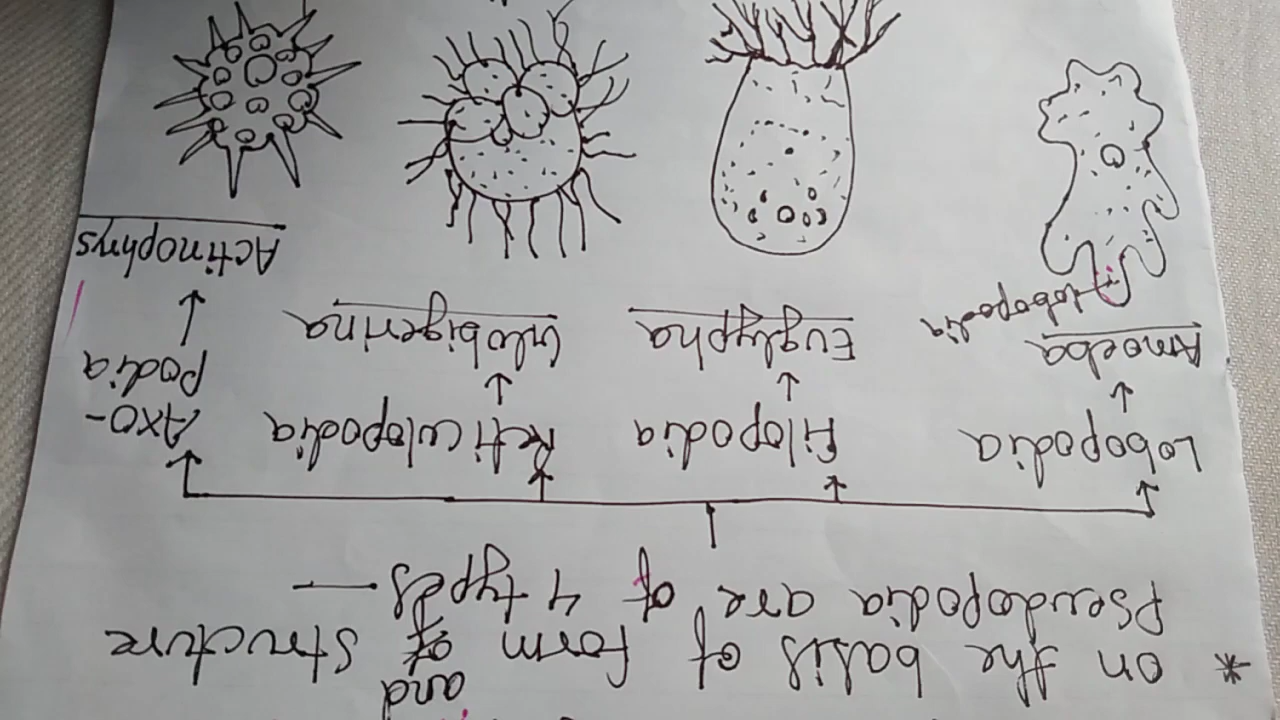 and
* On the basis of form of structure
Pseudopodia are of 4 types —
Lobopodia Filopodia Reticulopodia Axo-
Podia
Amoeba Euglypha Globigerina Actinophrys
lobopodia